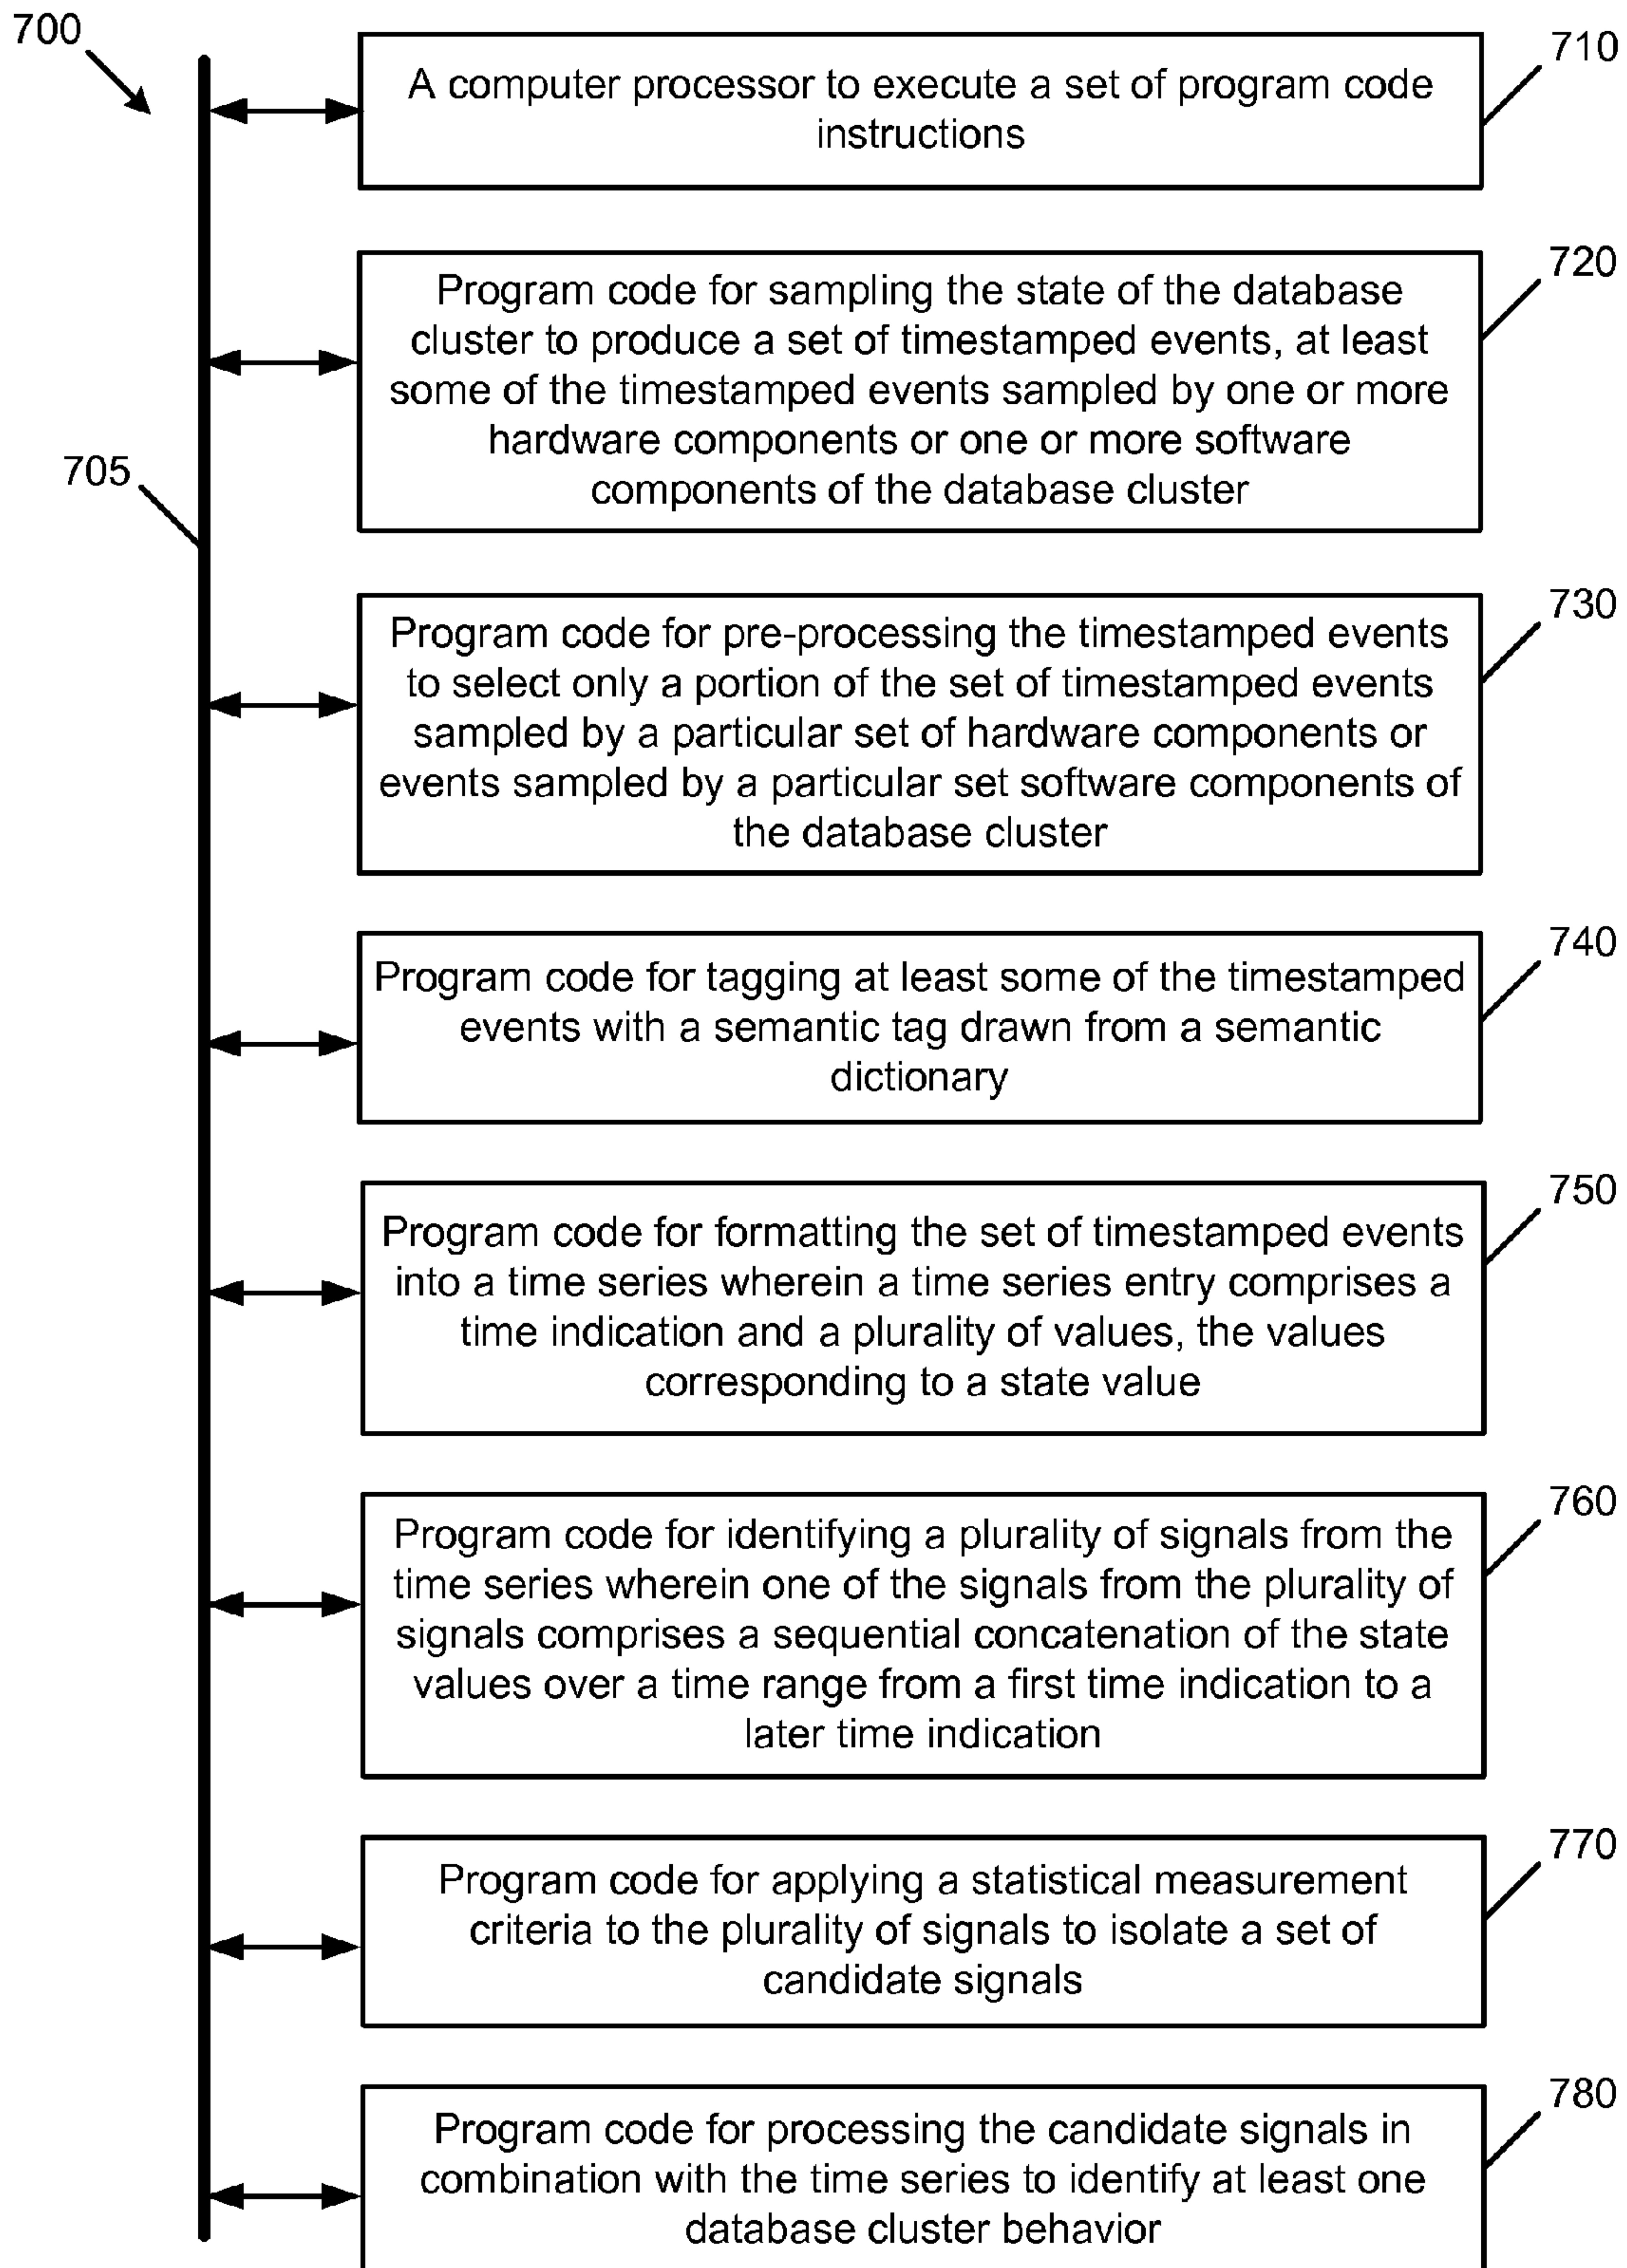 700
710
A computer processor to execute a set of program code
instructions
720
Program code for sampling the state of the database
cluster to produce a set of timestamped events, at least
some of the timestamped events sampled by one or more
hardware components or one or more software
components of the database cluster
705
730
Program code for pre-processing the timestamped events
to select only a portion of the set of timestamped events
sampled by a particular set of hardware components or
events sampled by a particular set software components of
the database cluster
740
Program code for tagging at least some of the timestamped
events with a semantic tag drawn from a semantic
dictionary
750
Program code for formatting the set of timestamped events
into a time series wherein a time series entry comprises a
time indication and a plurality of values, the values
corresponding to a state value
760
Program code for identifying a plurality of signals from the
time series wherein one of the signals from the plurality of
signals comprises a sequential concatenation of the state
values over a time range from a first time indication to a
later time indication
770
Program code for applying a statistical measurement
criteria to the plurality of signals to isolate a set of
candidate signals
780
Program code for processing the candidate signals in
combination with the time series to identify at least one
database cluster behavior